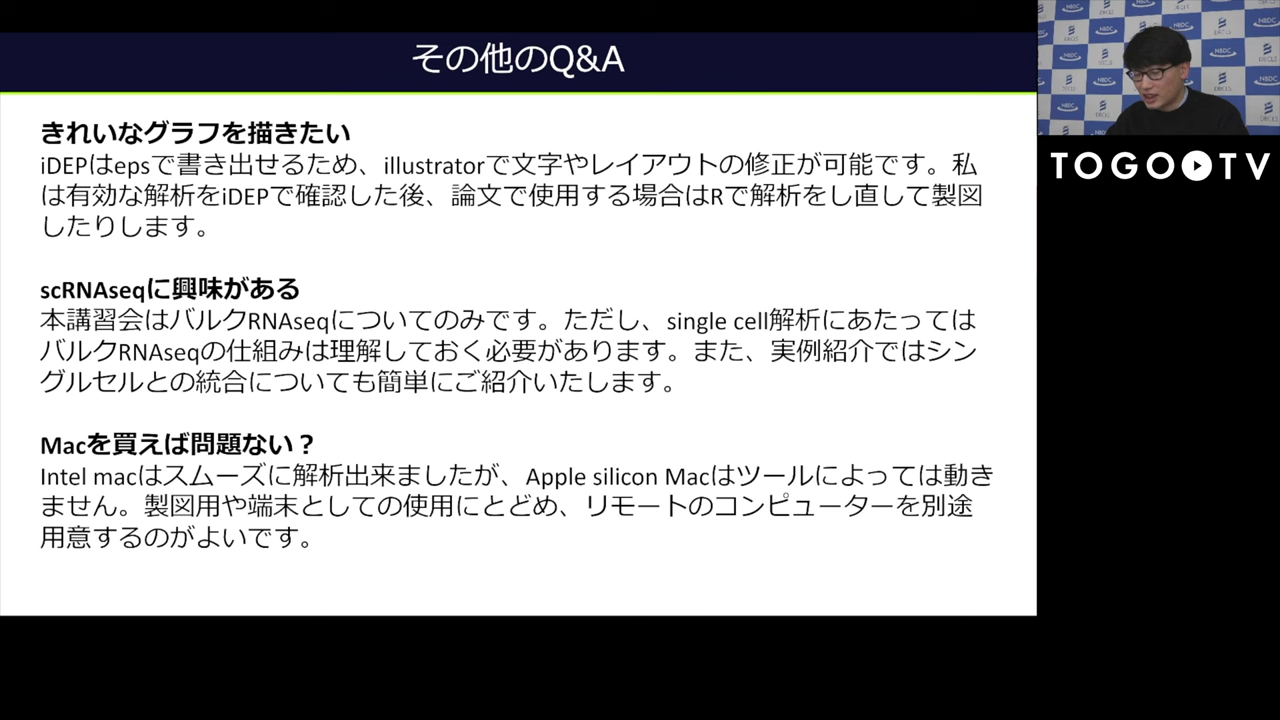 その他のQ&A
きれいなグラフを描きたい
iDEPはepsで書き出せるため、illustratorで文字やレイアウトの修正が可能です。私
は有効な解析をiDEPで確認した後、論文で使用する場合はRで解析をし直して製図
したりします。
scRNAseqに興味がある
本講習会はバルクRNAseqについてのみです。ただし、single cell解析にあたっては
バルクRNAseqの仕組みは理解しておく必要があります。また、実例紹介ではシン
グルセルとの統合についても簡単にご紹介いたします。
Macを買えば問題ない？
Intel macはスムーズに解析出来ましたが、Apple silicon Macはツールによっては動き
ません。製図用や端末としての使用にとどめ、リモートのコンピューターを別途
用意するのがよいです。
NBDC
DBCLS
TOGO TV